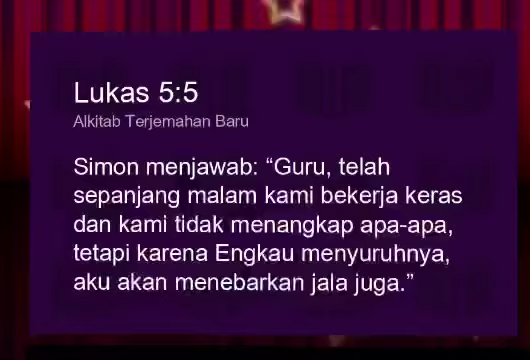 Lukas 5:5
Alkitab Terjemahan Baru
Simon menjawab: “Guru, telah
sepanjang malam kami bekerja keras
dan kami tidak menangkap apa-apa,
tetapi karena Engkau menyuruhnya,
aku akan menebarkan jala juga.”